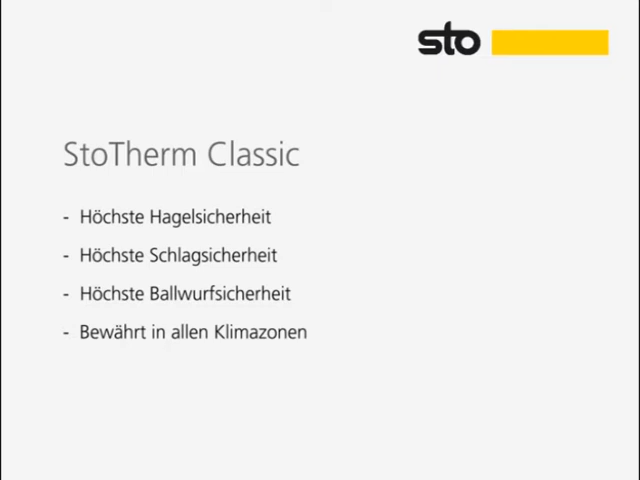 sto
StoTherm Classic
- Höchste Hagelsicherheit
- Höchste Schlagsicherheit
- Höchste Ballwurfsicherheit
- Bewährt in allen Klimazonen